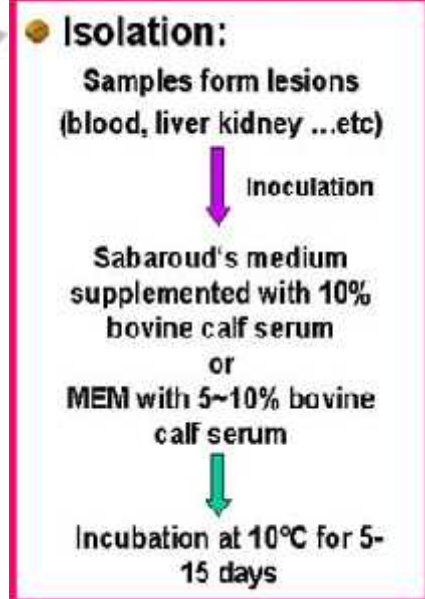 Isolation:
Samples form lesions
(blood, liver kidney ...etc)
Inoculation
Sabaroud's medium
supplemented with 10%
bovine calf serum
or
MEM with 5~10% bovine
calf serum
Incubation at 10°C for 5-
15 days